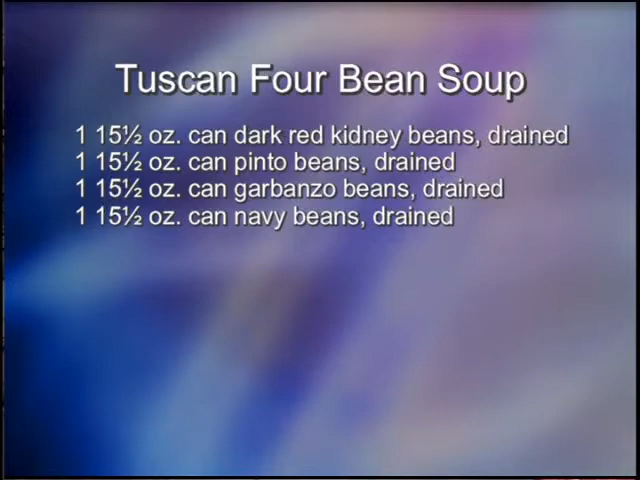 Tuscan Four Bean Soup
1 15½ oz. can dark red kidney beans, drained
1 15½ oz. can pinto beans, drained
1 15½ oz. can garbanzo beans, drained
1 15½ oz. can navy beans, drained